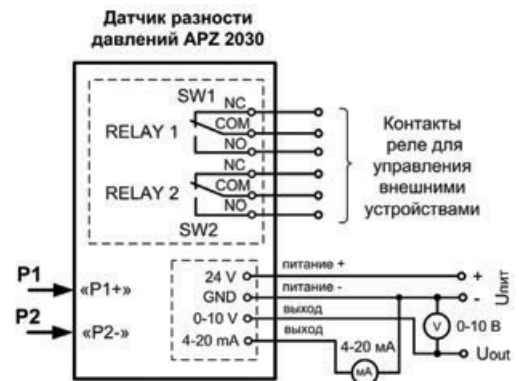 Датчик разности
давлений APZ 2030
SW1
RELAY 1
NC
COM
NO
RELAY 2
NC
COM
NO
SW2
Контакты
реле для
управления
внешними
устройствами
P1
«P1+»
P2
«P2-»
24 V
GND
0-10 V
4-20 mA
питание +
питание -
выход
выход
4-20 мА
мА
+
-
Uпит
V
0-10 В
Uout